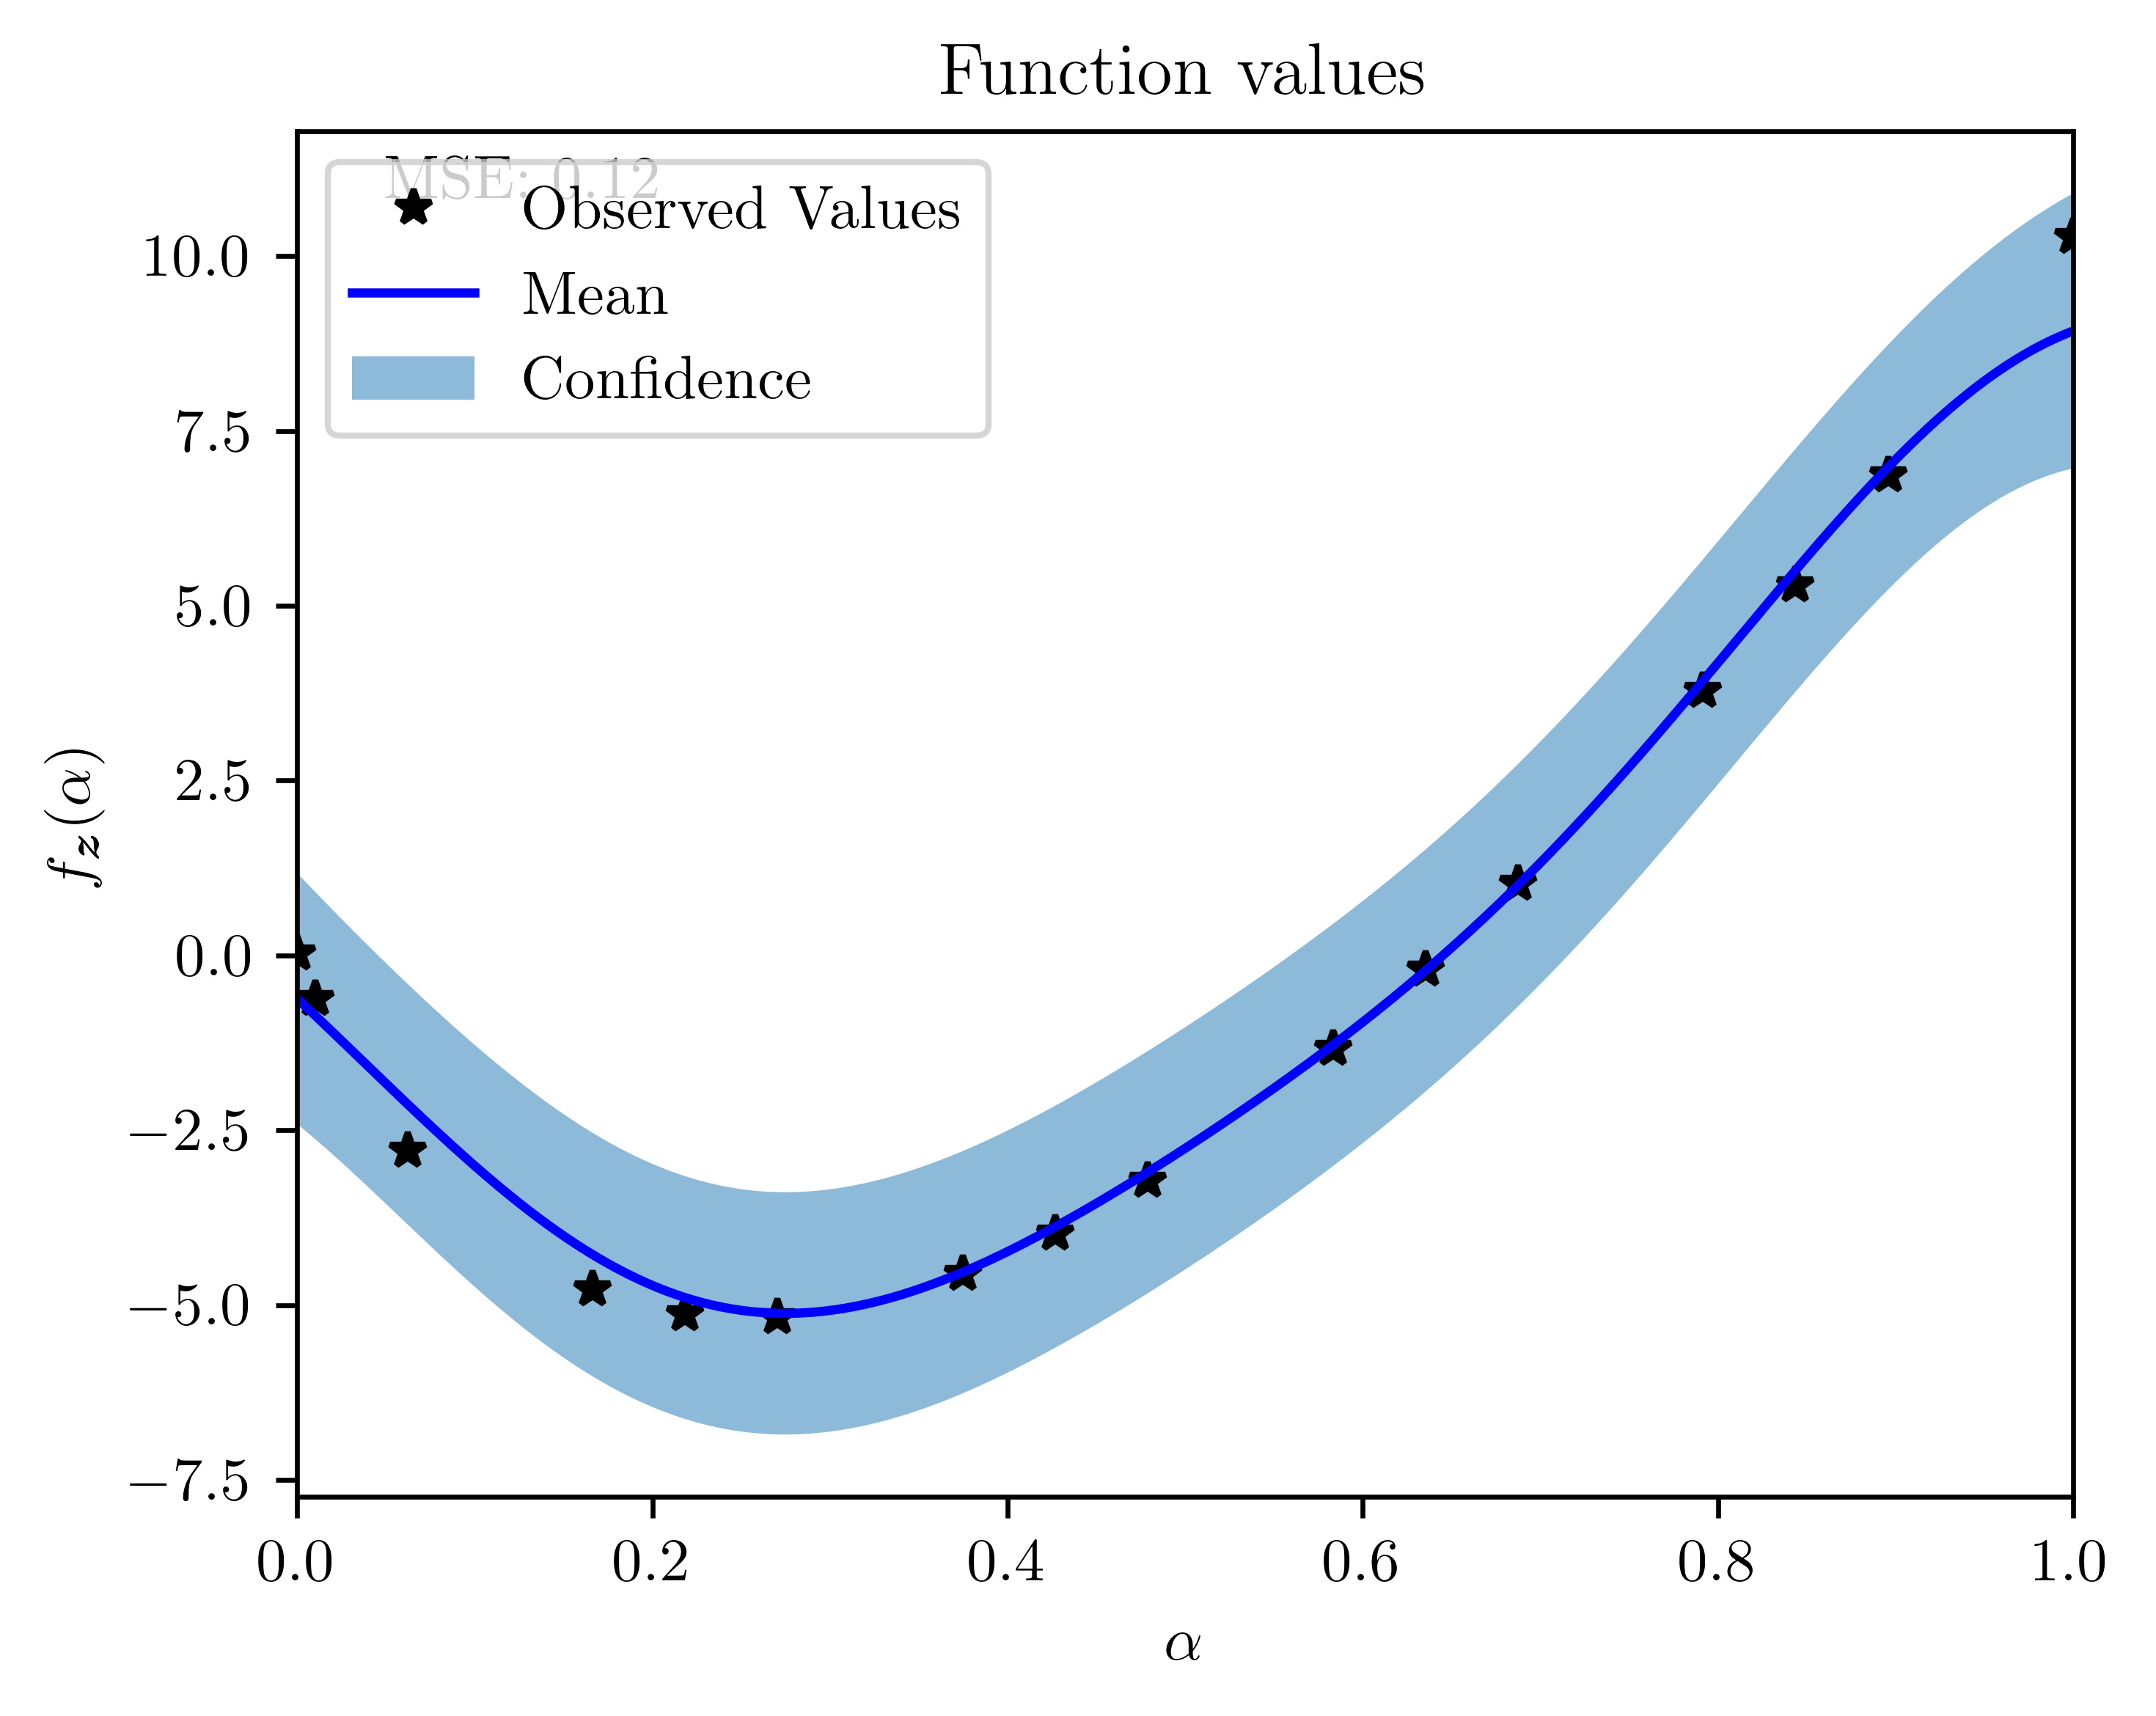 Function values
MSE: 0.12
Observed Values
Mean
Confidence
10.0
7.5
5.0
2.5
0.0
−2.5
−5.0
−7.5
f_z(α)
0.0 0.2 0.4 0.6 0.8 1.0
α